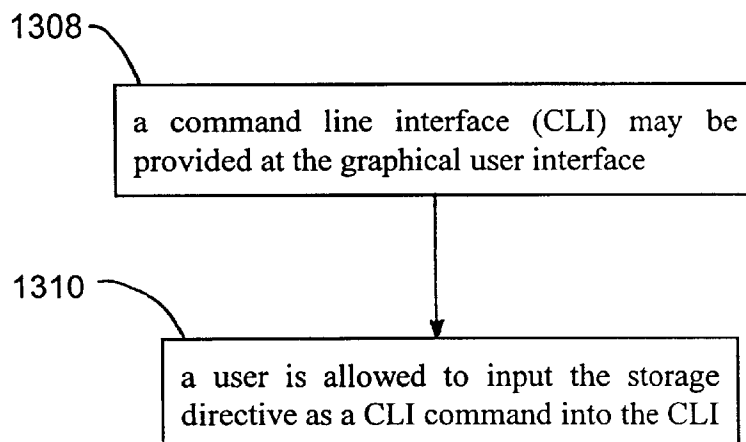 1308
a command line interface (CLI) may be
provided at the graphical user interface
1310
a user is allowed to input the storage
directive as a CLI command into the CLI